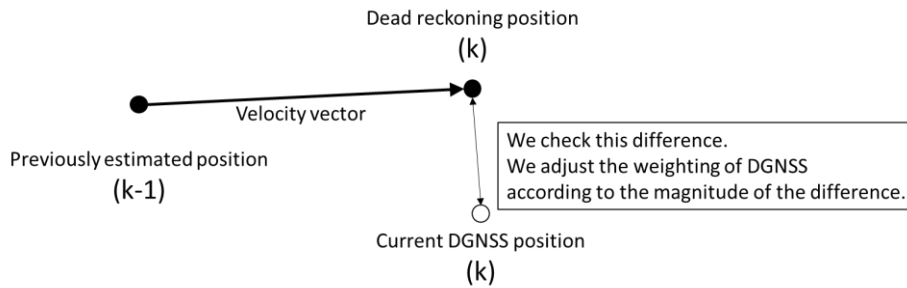 Dead reckoning position
(k)
Velocity vector
Previously estimated position
(k-1)
We check this difference.
We adjust the weighting of DGNSS
according to the magnitude of the difference.
Current DGNSS position
(k)